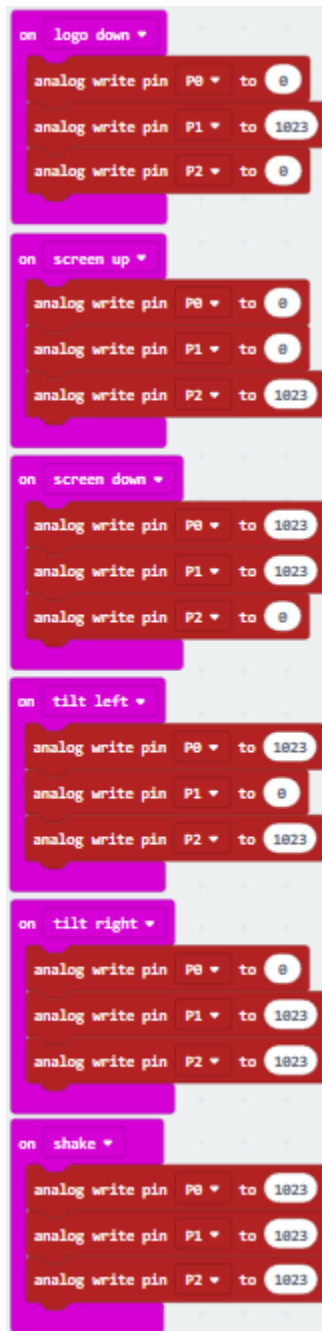 on logo down
analog write pin P0 to 0
analog write pin P1 to 1023
analog write pin P2 to 0
on screen up
analog write pin P0 to 0
analog write pin P1 to 0
analog write pin P2 to 1023
on screen down
analog write pin P0 to 1023
analog write pin P1 to 1023
analog write pin P2 to 0
on tilt left
analog write pin P0 to 1023
analog write pin P1 to 0
analog write pin P2 to 1023
on tilt right
analog write pin P0 to 0
analog write pin P1 to 1023
analog write pin P2 to 1023
on shake
analog write pin P0 to 1023
analog write pin P1 to 1023
analog write pin P2 to 1023